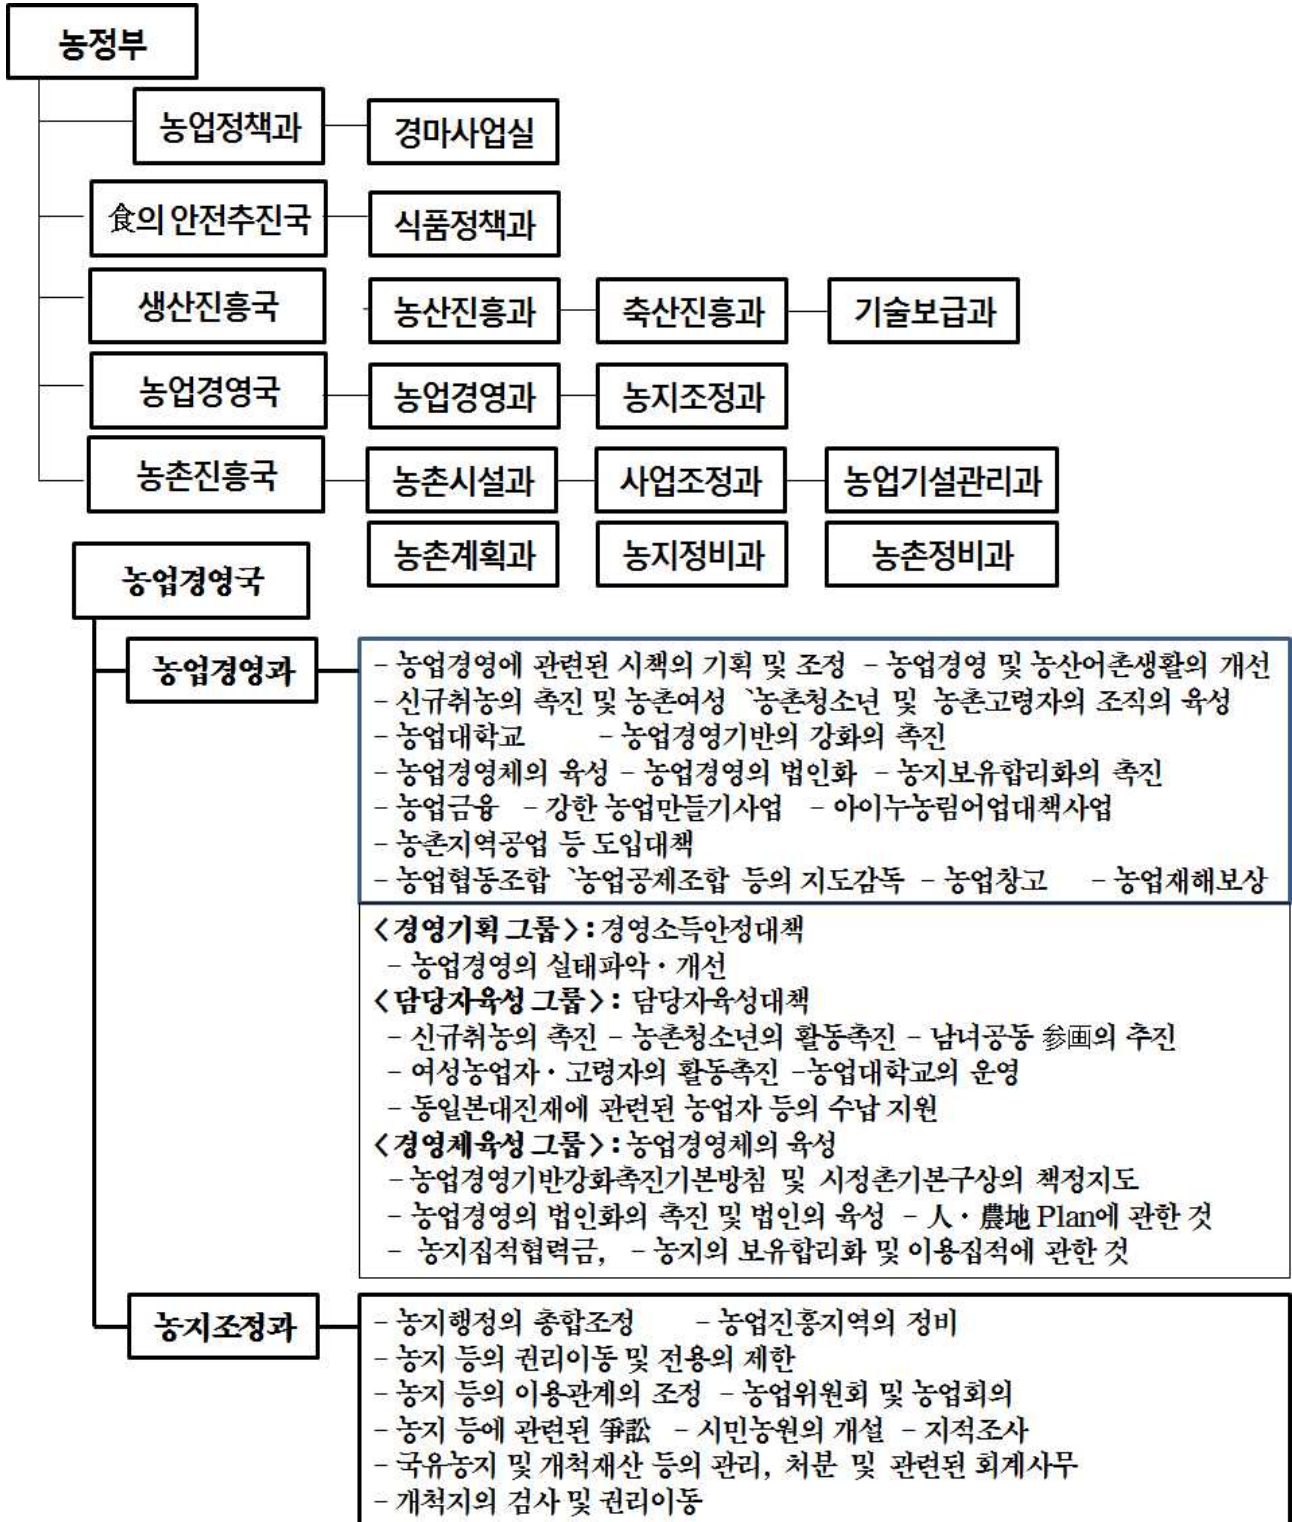 농정부
농업정책과 경마사업실
食의 안전추진국 식품정책과
생산진흥국 농산진흥과 축산진흥과 기술보급과
농업경영국 농업경영과 농지조정과
농촌진흥국 농촌시설과 사업조정과 농업기설관리과
농촌계획과 농지정비과 농촌정비과
농업경영국
농업경영과
- 농업경영에 관련된 시책의 기획 및 조정 - 농업경영 및 농산어촌생활의 개선
- 신규취농의 촉진 및 농촌여성 `농촌청소년 및 농촌고령자의 조직의 육성
- 농업대학교 - 농업경영기반의 강화의 촉진
- 농업경영체의 육성 - 농업경영의 법인화 - 농지보유합리화의 촉진
- 농업금융 - 강한 농업만들기사업 - 아이누농림어업대책사업
- 농촌지역공업 등 도입대책
- 농업협동조합 `농업공제조합 등의 지도감독 - 농업창고 - 농업재해보상
<경영기획 그룹>: 경영소득안정대책
- 농업경영의 실태파악·개선
<담당자육성 그룹>: 담당자육성대책
- 신규취농의 촉진 - 농촌청소년의 활동촉진 - 남녀공동 参画의 추진
- 여성농업자·고령자의 활동촉진 -농업대학교의 운영
- 동일본대진재에 관련된 농업자 등의 수납 지원
<경영체육성 그룹>: 농업경영체의 육성
- 농업경영기반강화촉진기본방침 및 시정촌기본구상의 책정지도
- 농업경영의 법인화의 촉진 및 법인의 육성 - 人·農地 Plan에 관한 것
- 농지집적협력금, - 농지의 보유합리화 및 이용집적에 관한 것
농지조정과
- 농지행정의 총합조정 - 농업진흥지역의 정비
- 농지 등의 권리이동 및 전용의 제한
- 농지 등의 이용관계의 조정 - 농업위원회 및 농업회의
- 농지 등에 관련된 爭訟 - 시민농원의 개설 - 지적조사
- 국유농지 및 개척재산 등의 관리, 처분 및 관련된 회계사무
- 개척지의 검사 및 권리이동